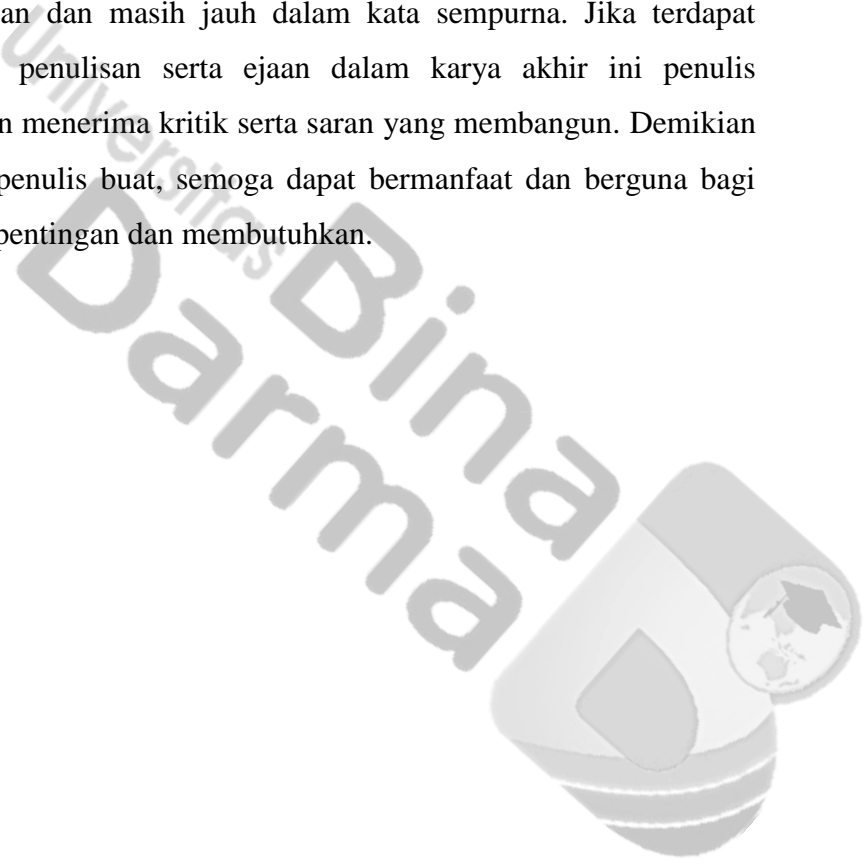 an dan masih jauh dalam kata sempurna. Jika terdapat
penulisan serta ejaan dalam karya akhir ini penulis
n menerima kritik serta saran yang membangun. Demikian
penulis buat, semoga dapat bermanfaat dan berguna bagi
pentingan dan membutuhkan.
Universitas
Bina
Darma